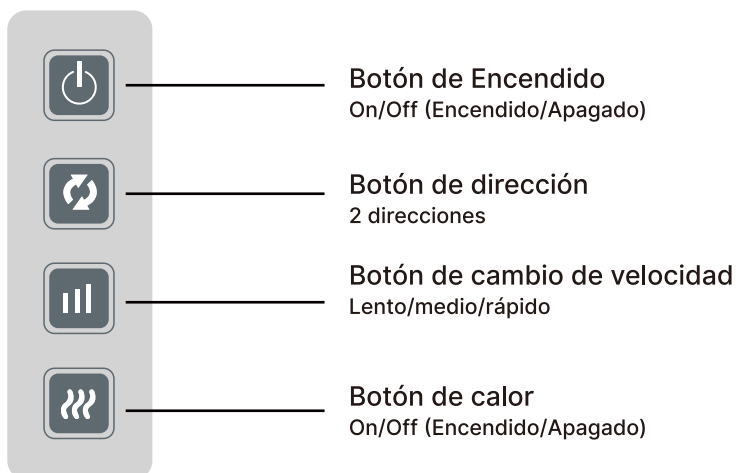 Botón de Encendido
On/Off (Encendido/Apagado)
Botón de dirección
2 direcciones
Botón de cambio de velocidad
Lento/medio/rápido
Botón de calor
On/Off (Encendido/Apagado)